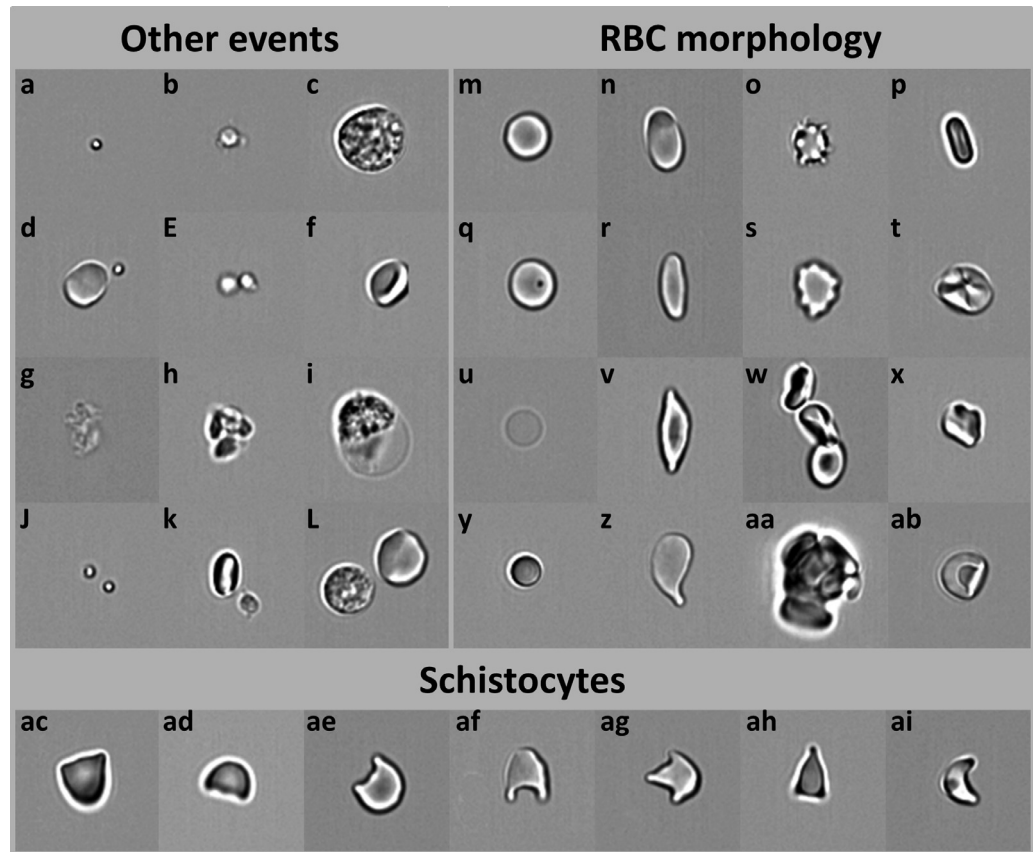 Other events
RBC morphology
a b c m n o p
d E f q r s t
g h i u v w x
J k L y z aa ab
Schistocytes
ac ad ae af ag ah ai